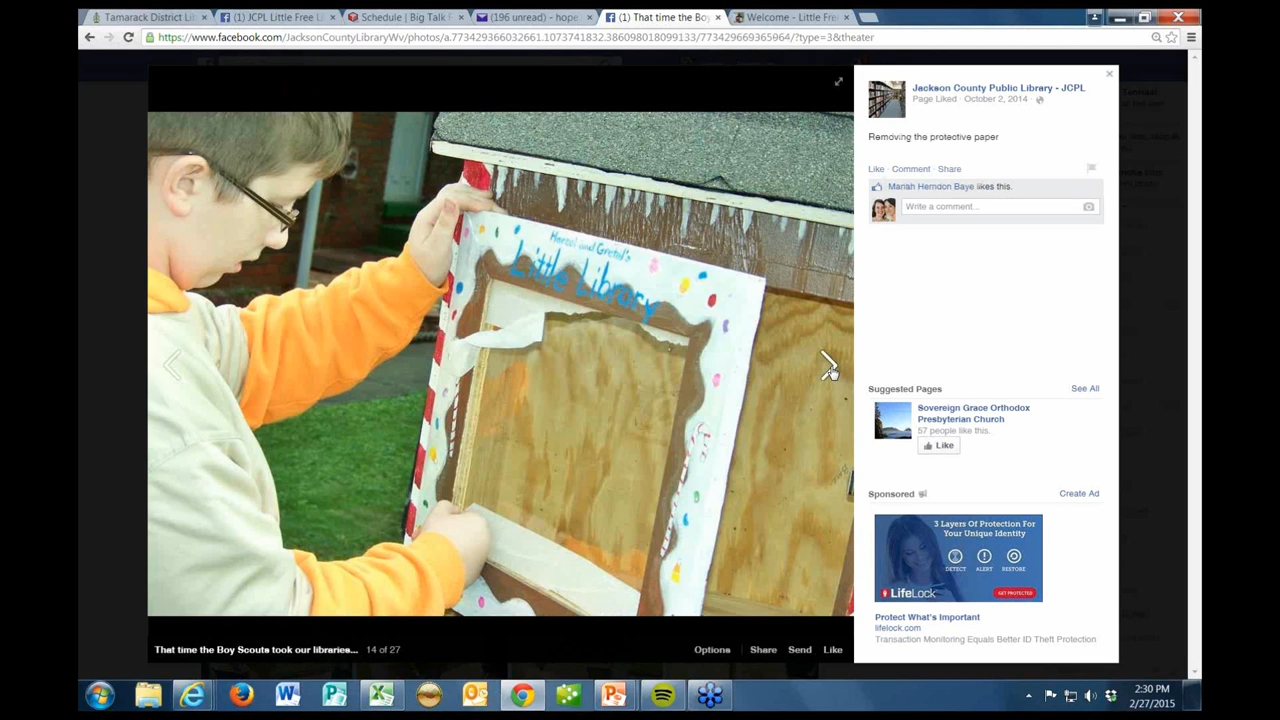 Tamarack District Lib
(1) JCPL Little Free Li
Schedule | Big Talk F
(196 unread) - hope.
(1) That time the Boy
Welcome - Little Fre
https://www.facebook.com/JacksonCountyLibraryWv/photos/a.773429366032661.1073741832.386098018099133/773429669365964/?type=3&theater
Jackson County Public Library - JCPL
Page Liked · October 2, 2014 ·
Removing the protective paper
Like · Comment · Share
Mariah Herndon Baye likes this.
Write a comment...
Hansel and Gretel's
Little Library
Suggested Pages
See All
Sovereign Grace Orthodox
Presbyterian Church
57 people like this.
Like
Sponsored
Create Ad
3 Layers Of Protection For
Your Unique Identity
DETECT
ALERT
RESTORE
LifeLock
GET PROTECTED
Protect What's Important
lifelock.com
Transaction Monitoring Equals Better ID Theft Protection
That time the Boy Scouts took our libraries...
14 of 27
Options
Share
Send
Like
2:30 PM
2/27/2015